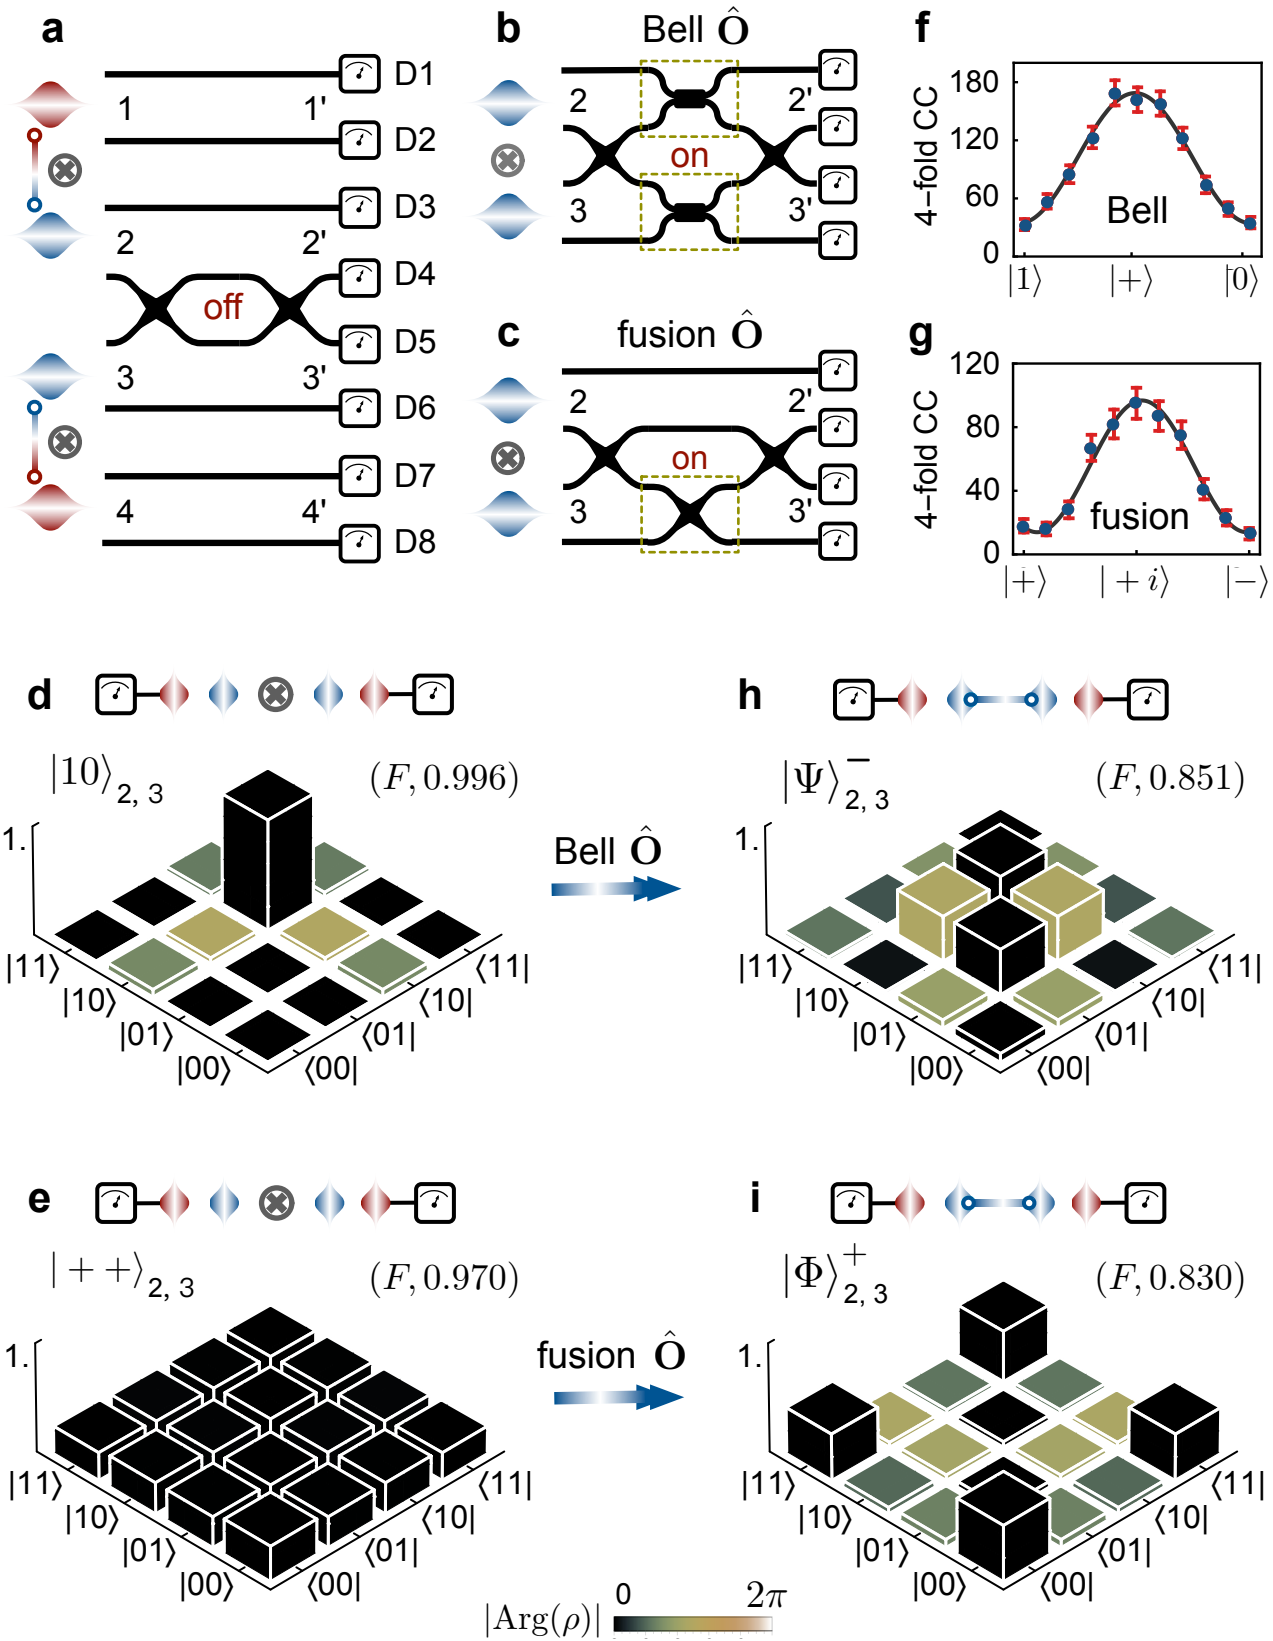 a
D1
1 1'
D2
D3
2 2'
D4
off
D5
3 3'
D6
D7
4 4'
D8
b
Bell Ô
2 2'
on
3 3'
c
fusion Ô
2 2'
on
3 3'
f
4−fold CC
180
120
60
0
Bell
|1⟩ |+⟩ |0⟩
g
4−fold CC
120
80
40
0
fusion
|+⟩ |+i⟩ |−⟩
d
|10⟩2, 3
(F, 0.996)
1.
|11⟩ |10⟩ |01⟩ |00⟩
⟨00| ⟨01| ⟨10| ⟨11|
Bell Ô
h
|Ψ⟩−2, 3
(F, 0.851)
1.
|11⟩ |10⟩ |01⟩ |00⟩
⟨00| ⟨01| ⟨10| ⟨11|
e
|++⟩2, 3
(F, 0.970)
1.
|11⟩ |10⟩ |01⟩ |00⟩
⟨00| ⟨01| ⟨10| ⟨11|
fusion Ô
i
|Φ⟩+2, 3
(F, 0.830)
1.
|11⟩ |10⟩ |01⟩ |00⟩
⟨00| ⟨01| ⟨10| ⟨11|
|Arg(ρ)|
0 2π